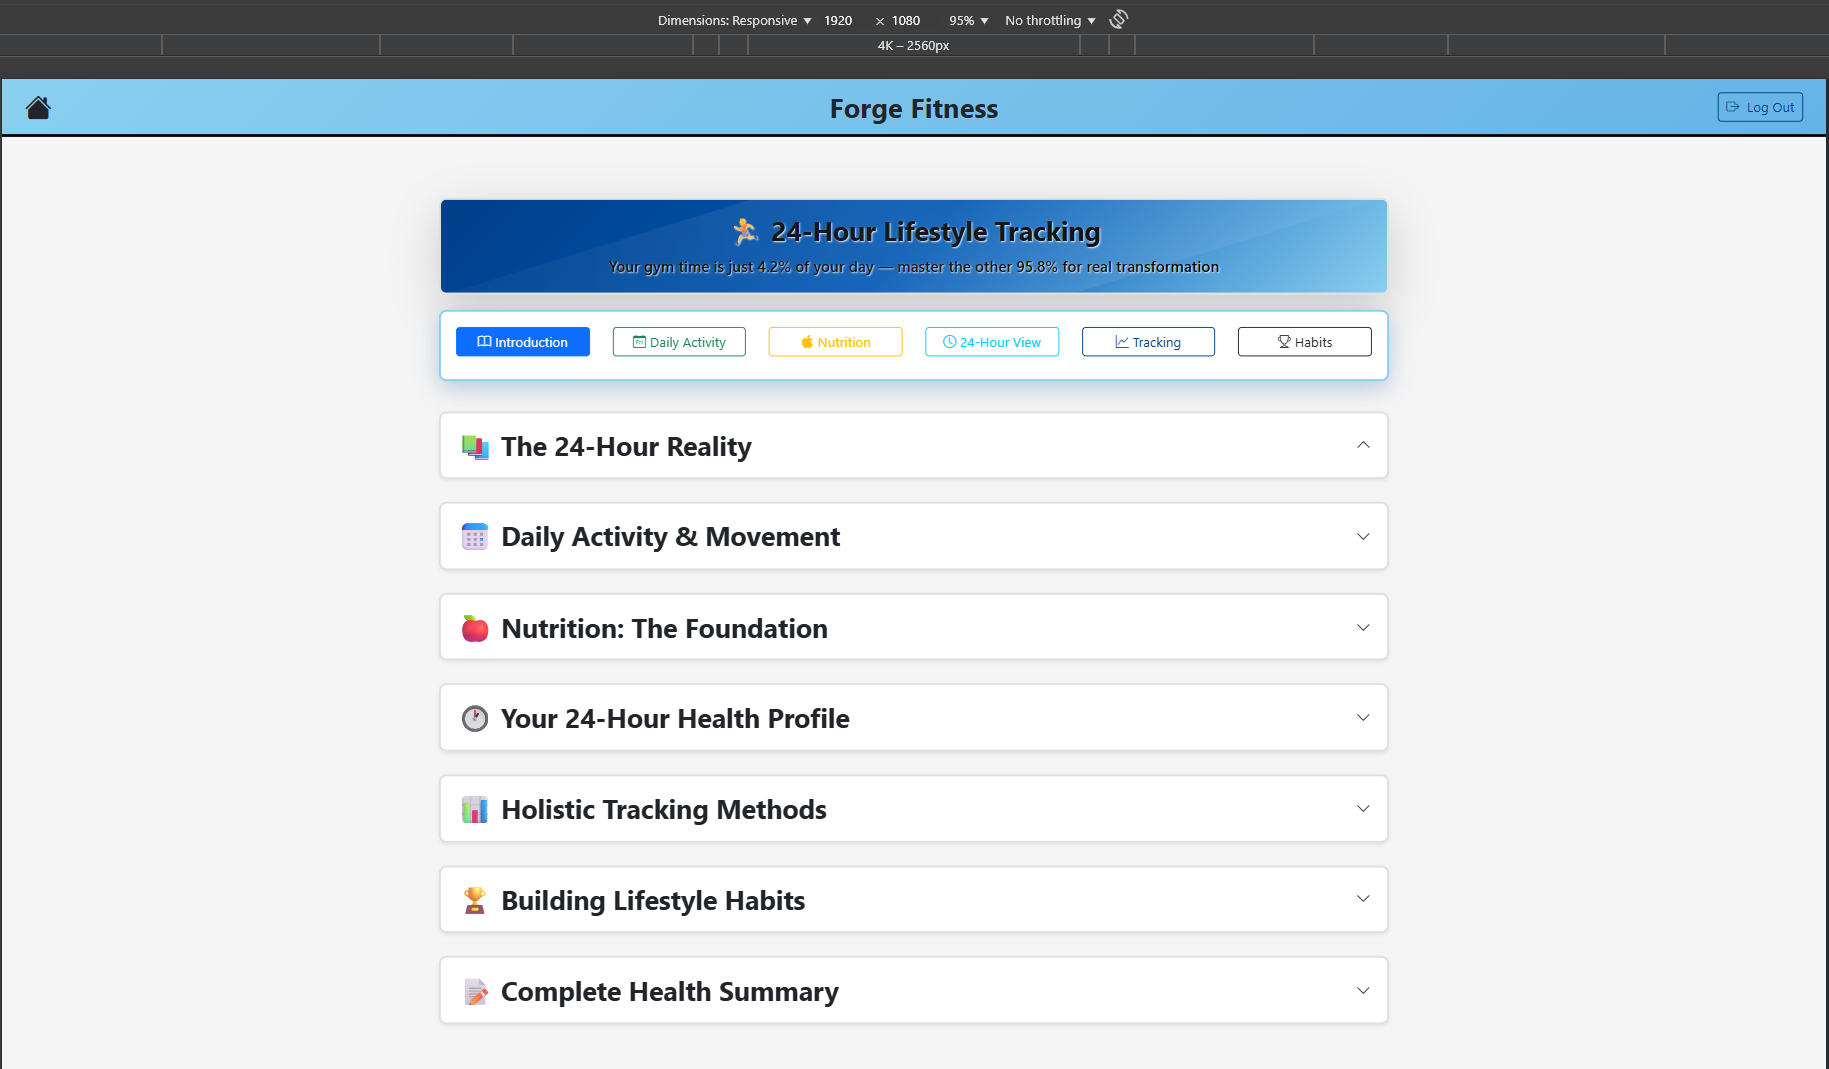 Dimensions: Responsive ▼ 1920 × 1080 95% ▼ No throttling ▼
4K – 2560px
Forge Fitness
Log Out
24-Hour Lifestyle Tracking
Your gym time is just 4.2% of your day — master the other 95.8% for real transformation
Introduction
Daily Activity
Nutrition
24-Hour View
Tracking
Habits
The 24-Hour Reality
Daily Activity & Movement
Nutrition: The Foundation
Your 24-Hour Health Profile
Holistic Tracking Methods
Building Lifestyle Habits
Complete Health Summary